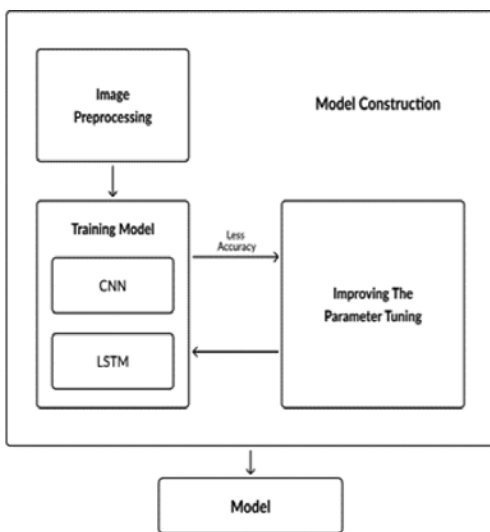 Image
Preprocessing
Model Construction
Training Model
CNN
LSTM
Less
Accuracy
Improving The
Parameter Tuning
Model